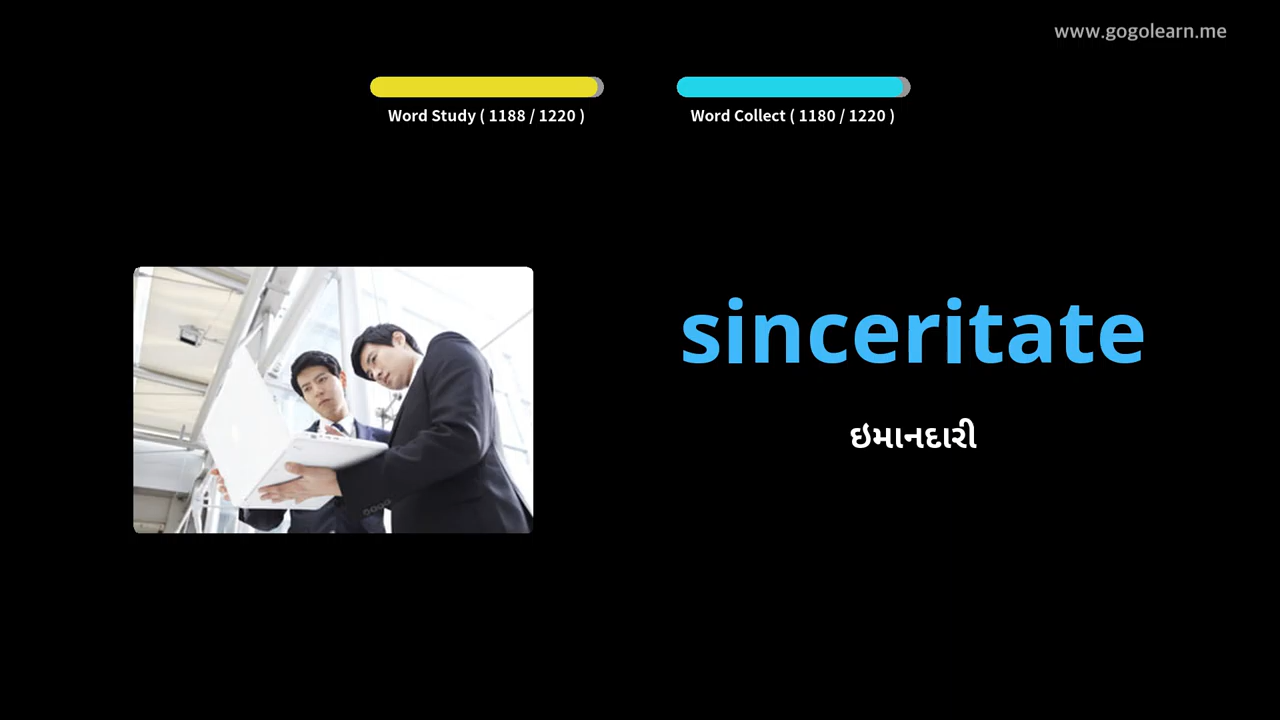 www.gogolearn.me
Word Study ( 1188 / 1220 )
Word Collect ( 1180 / 1220 )
sinceritate
ઇમાનદારી